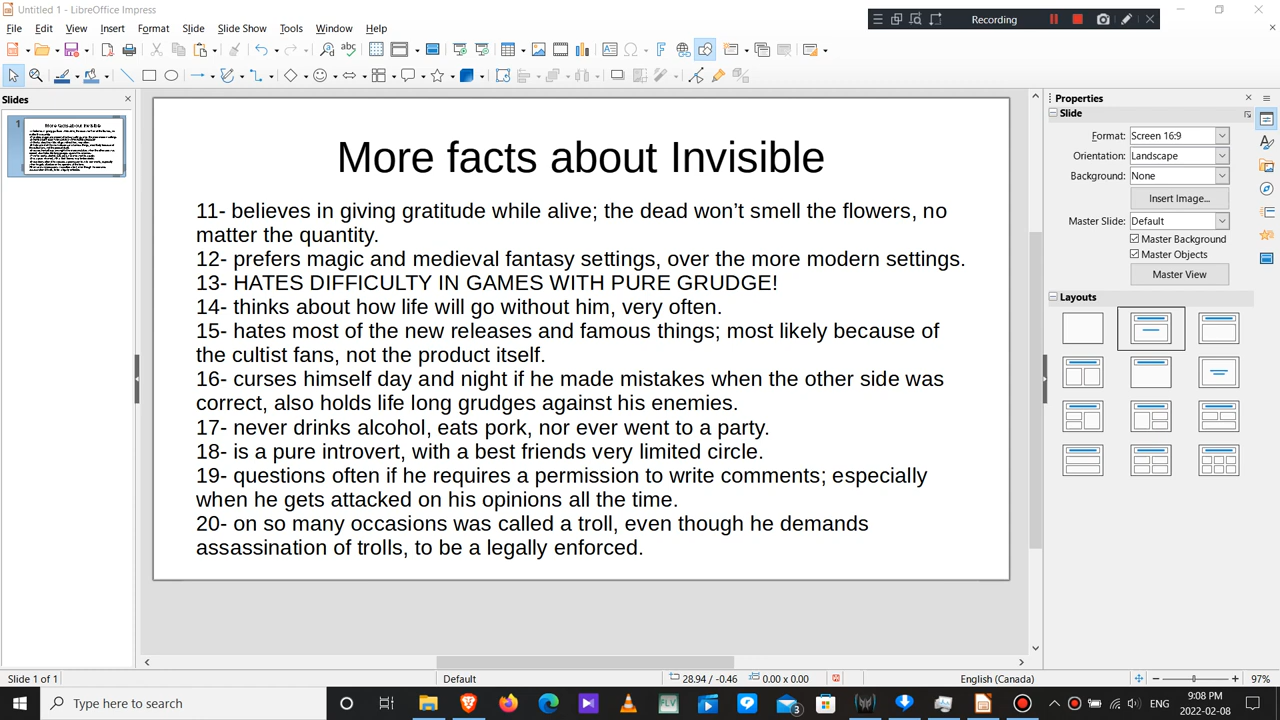 Untitled 1 - LibreOffice Impress
Recording
File Edit View Insert Format Slide Slide Show Tools Window Help
Slides
1
More facts about Invisible
11- believes in giving gratitude while alive; the dead won’t smell the flowers, no
matter the quantity.
12- prefers magic and medieval fantasy settings, over the more modern settings.
13- HATES DIFFICULTY IN GAMES WITH PURE GRUDGE!
14- thinks about how life will go without him, very often.
15- hates most of the new releases and famous things; most likely because of
the cultist fans, not the product itself.
16- curses himself day and night if he made mistakes when the other side was
correct, also holds life long grudges against his enemies.
17- never drinks alcohol, eats pork, nor ever went to a party.
18- is a pure introvert, with a best friends very limited circle.
19- questions often if he requires a permission to write comments; especially
when he gets attacked on his opinions all the time.
20- on so many occasions was called a troll, even though he demands
assassination of trolls, to be a legally enforced.
Properties
Slide
Format: Screen 16:9
Orientation: Landscape
Background: None
Insert Image...
Master Slide: Default
Master Background
Master Objects
Master View
Layouts
Slide 1 of 1 Default 28.94 / -0.46 0.00 x 0.00 English (Canada) 97%
Type here to search
FLV
3
ENG
9:08 PM
2022-02-08